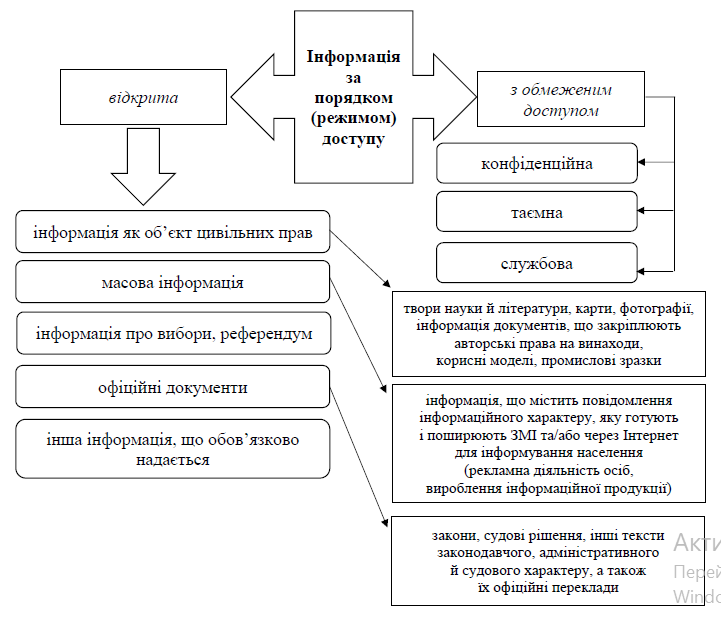 Інформація
за
порядком
(режимом)
доступу
відкрита
з обмеженим
доступом
конфіденційна
таємна
службова
інформація як об’єкт цивільних прав
масова інформація
інформація про вибори, референдум
офіційні документи
інша інформація, що обов’язково
надається
твори науки й літератури, карти, фотографії,
інформація документів, що закріплюють
авторські права на винаходи,
корисні моделі, промислові зразки
інформація, що містить повідомлення
інформаційного характеру, яку готують
і поширюють ЗМІ та/або через Інтернет
для інформування населення
(рекламна діяльність осіб,
вироблення інформаційної продукції)
закони, судові рішення, інші тексти
законодавчого, адміністративного
й судового характеру, а також
їх офіційні переклади